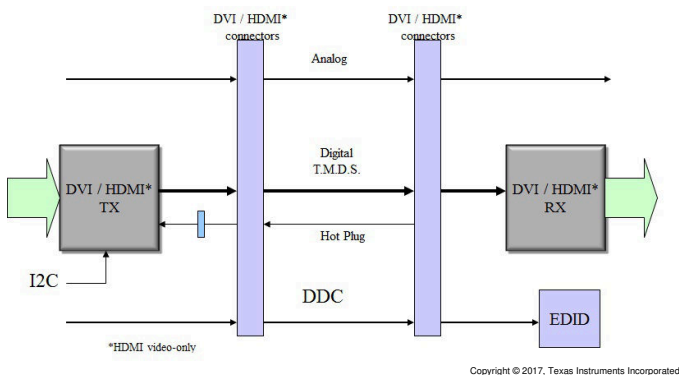 DVI / HDMI*
connectors
DVI / HDMI*
connectors
Analog
Digital
T.M.D.S.
DVI / HDMI*
TX
DVI / HDMI*
RX
Hot Plug
I2C
DDC
EDID
*HDMI video-only
Copyright © 2017, Texas Instruments Incorporated